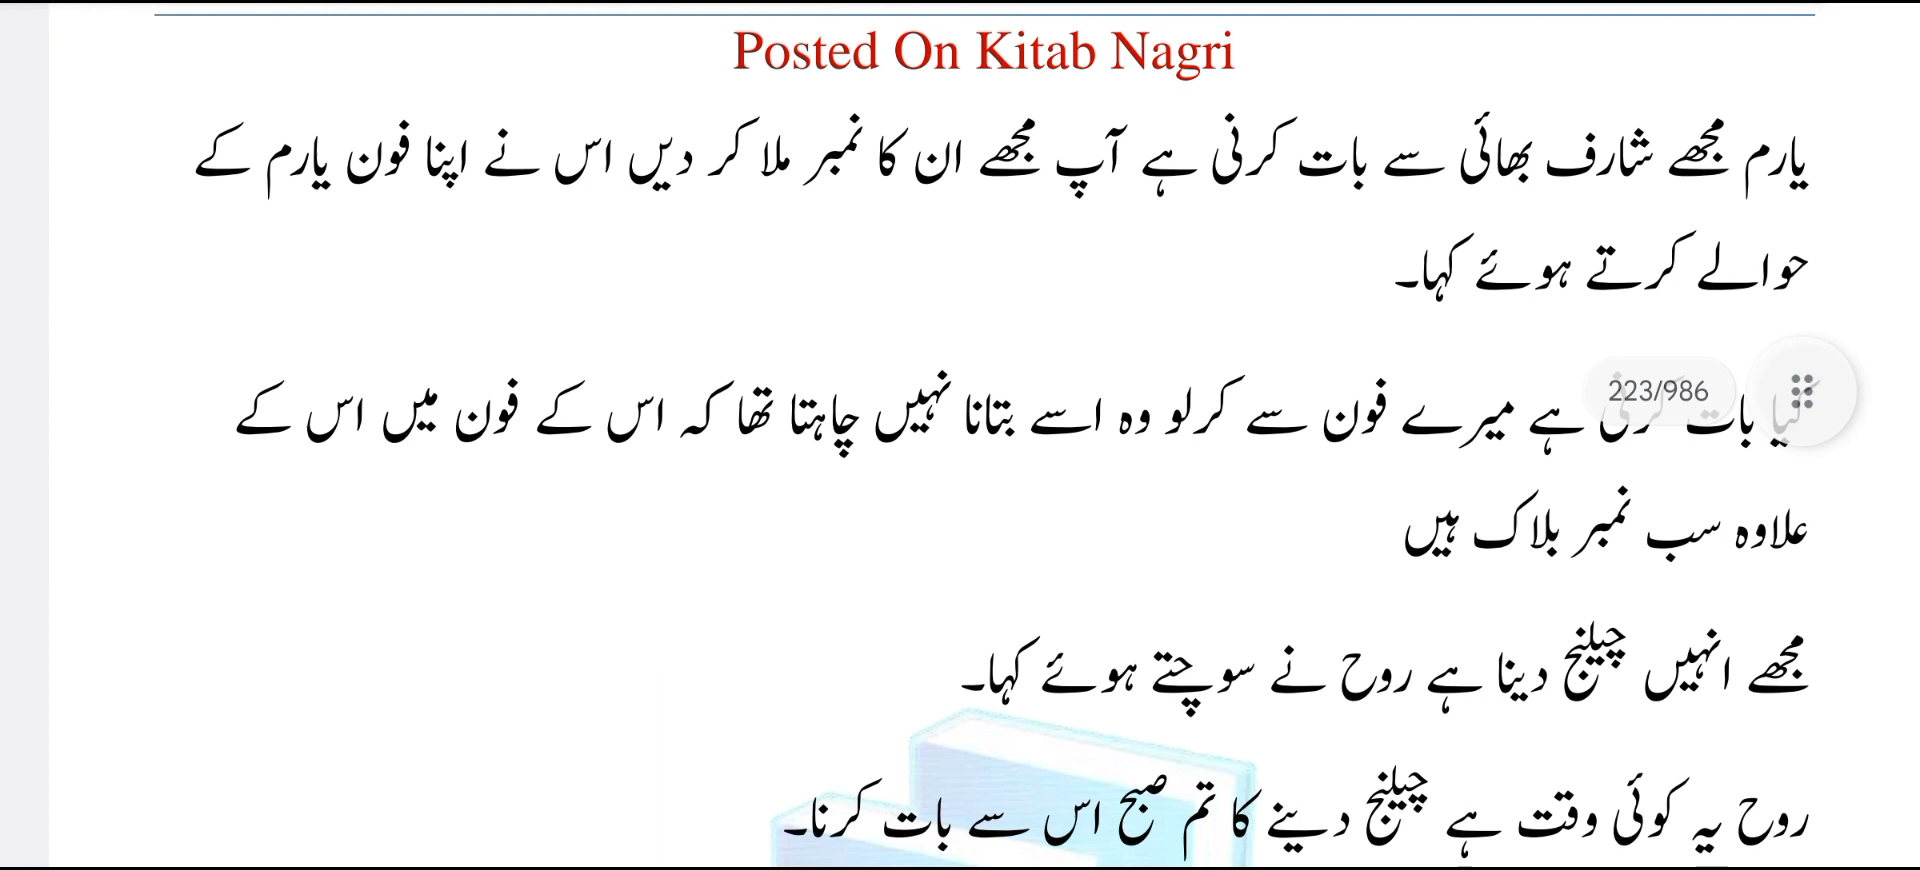 Posted On Kitab Nagri
یارم مجھے شارف بھائی سے بات کرنی ہے آپ مجھے ان کا نمبر ملا کر دیں اس نے اپنا فون یارم کے
حوالے کرتے ہوئے کہا۔
223/986
کیا بات کرنی ہے میرے فون سے کرلو وہ اسے بتانا نہیں چاہتا تھا کہ اس کے فون میں اس کے
علاوہ سب نمبر بلاک ہیں
مجھے انہیں چیلنج دینا ہے روح نے سوچتے ہوئے کہا۔
روح یہ کوئی وقت ہے چیلنج دینے کا تم صبح اس سے بات کرنا۔